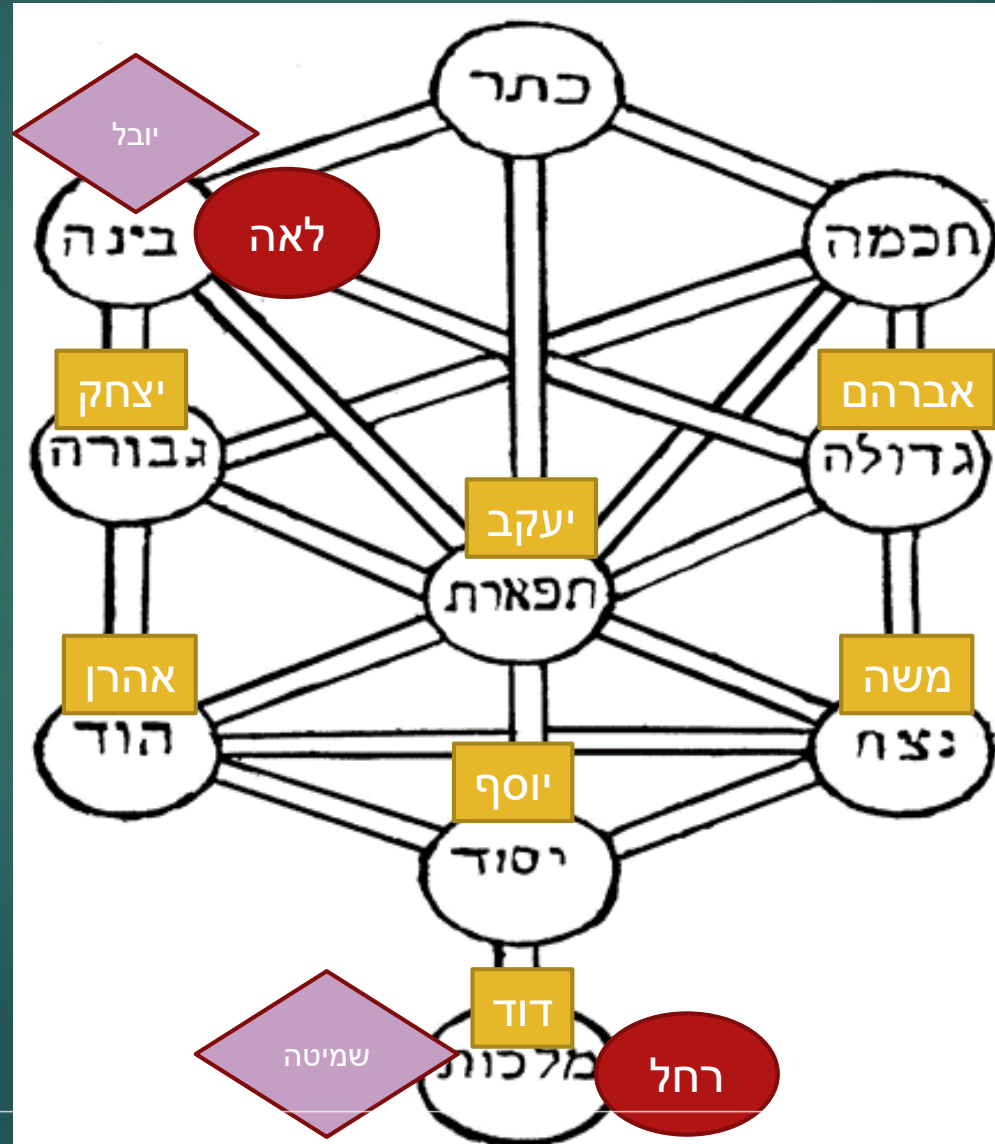 כתר
יובל
חכמה
לאה
בינה
אברהם
יצחק
גדולה
גבורה
יעקב
תפארת
משה
אהרן
נצח
הוד
יוסף
יסוד
דוד
שמיטה
מלכות
רחל